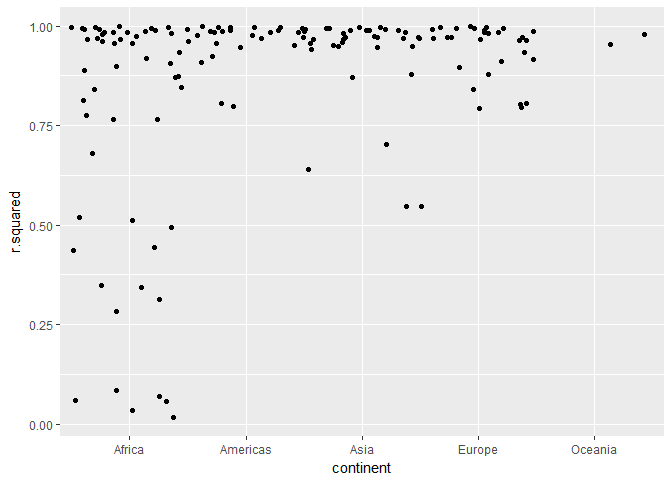 1.00
0.75
0.50
0.25
0.00
r.squared
Africa
Americas
Asia
Europe
Oceania
continent